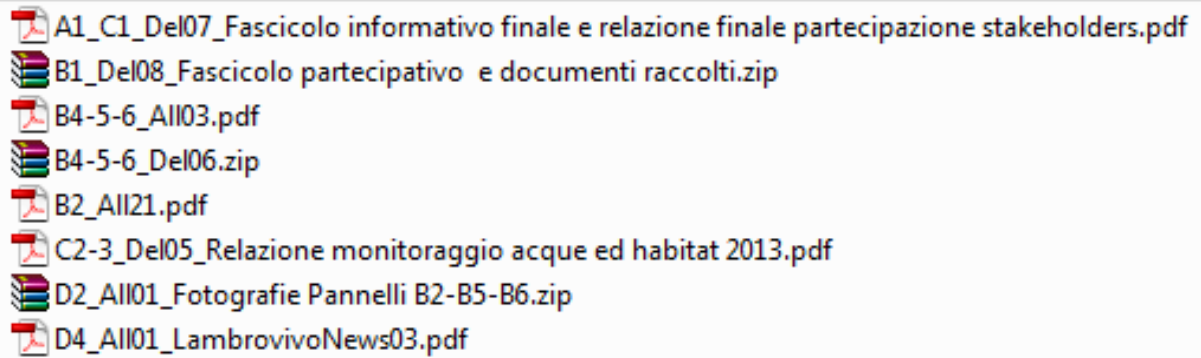 A1_C1_Del07_Fascicolo informativo finale e relazione finale partecipazione stakeholders.pdf
B1_Del08_Fascicolo partecipativo  e documenti raccolti.zip
B4-5-6_All03.pdf
B4-5-6_Del06.zip
B2_All21.pdf
C2-3_Del05_Relazione monitoraggio acque ed habitat 2013.pdf
D2_All01_Fotografie Pannelli B2-B5-B6.zip
D4_All01_LambrovivoNews03.pdf